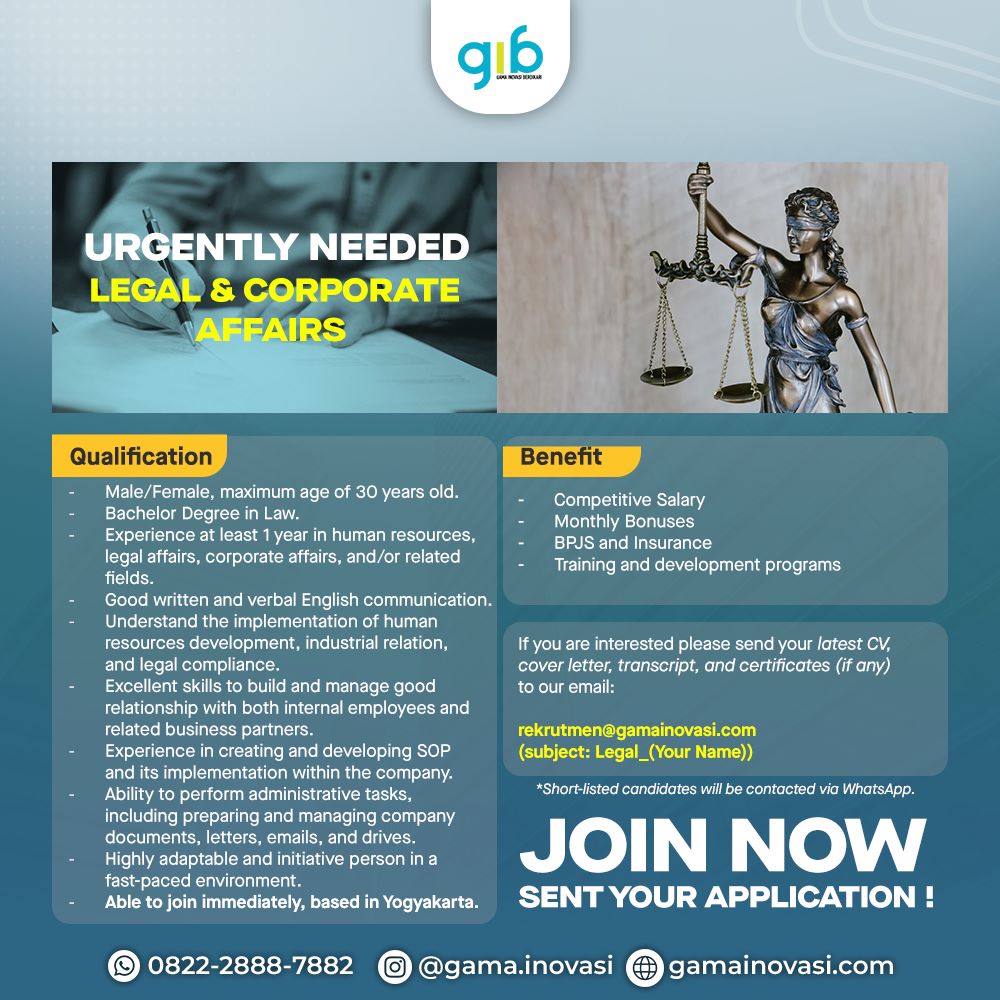 gib
GAMA INOVASI BERDIKARI
URGENTLY NEEDED
LEGAL & CORPORATE
AFFAIRS
Qualification
- Male/Female, maximum age of 30 years old.
- Bachelor Degree in Law.
- Experience at least 1 year in human resources,
legal affairs, corporate affairs, and/or related
fields.
- Good written and verbal English communication.
- Understand the implementation of human
resources development, industrial relation,
and legal compliance.
- Excellent skills to build and manage good
relationship with both internal employees and
related business partners.
- Experience in creating and developing SOP
and its implementation within the company.
- Ability to perform administrative tasks,
including preparing and managing company
documents, letters, emails, and drives.
- Highly adaptable and initiative person in a
fast-paced environment.
- Able to join immediately, based in Yogyakarta.
Benefit
- Competitive Salary
- Monthly Bonuses
- BPJS and Insurance
- Training and development programs
If you are interested please send your latest CV,
cover letter, transcript, and certificates (if any)
to our email:
rekrutmen@gamainovasi.com
(subject: Legal_(Your Name))
*Short-listed candidates will be contacted via WhatsApp.
JOIN NOW
SENT YOUR APPLICATION !
0822-2888-7882 @gama.inovasi gamainovasi.com